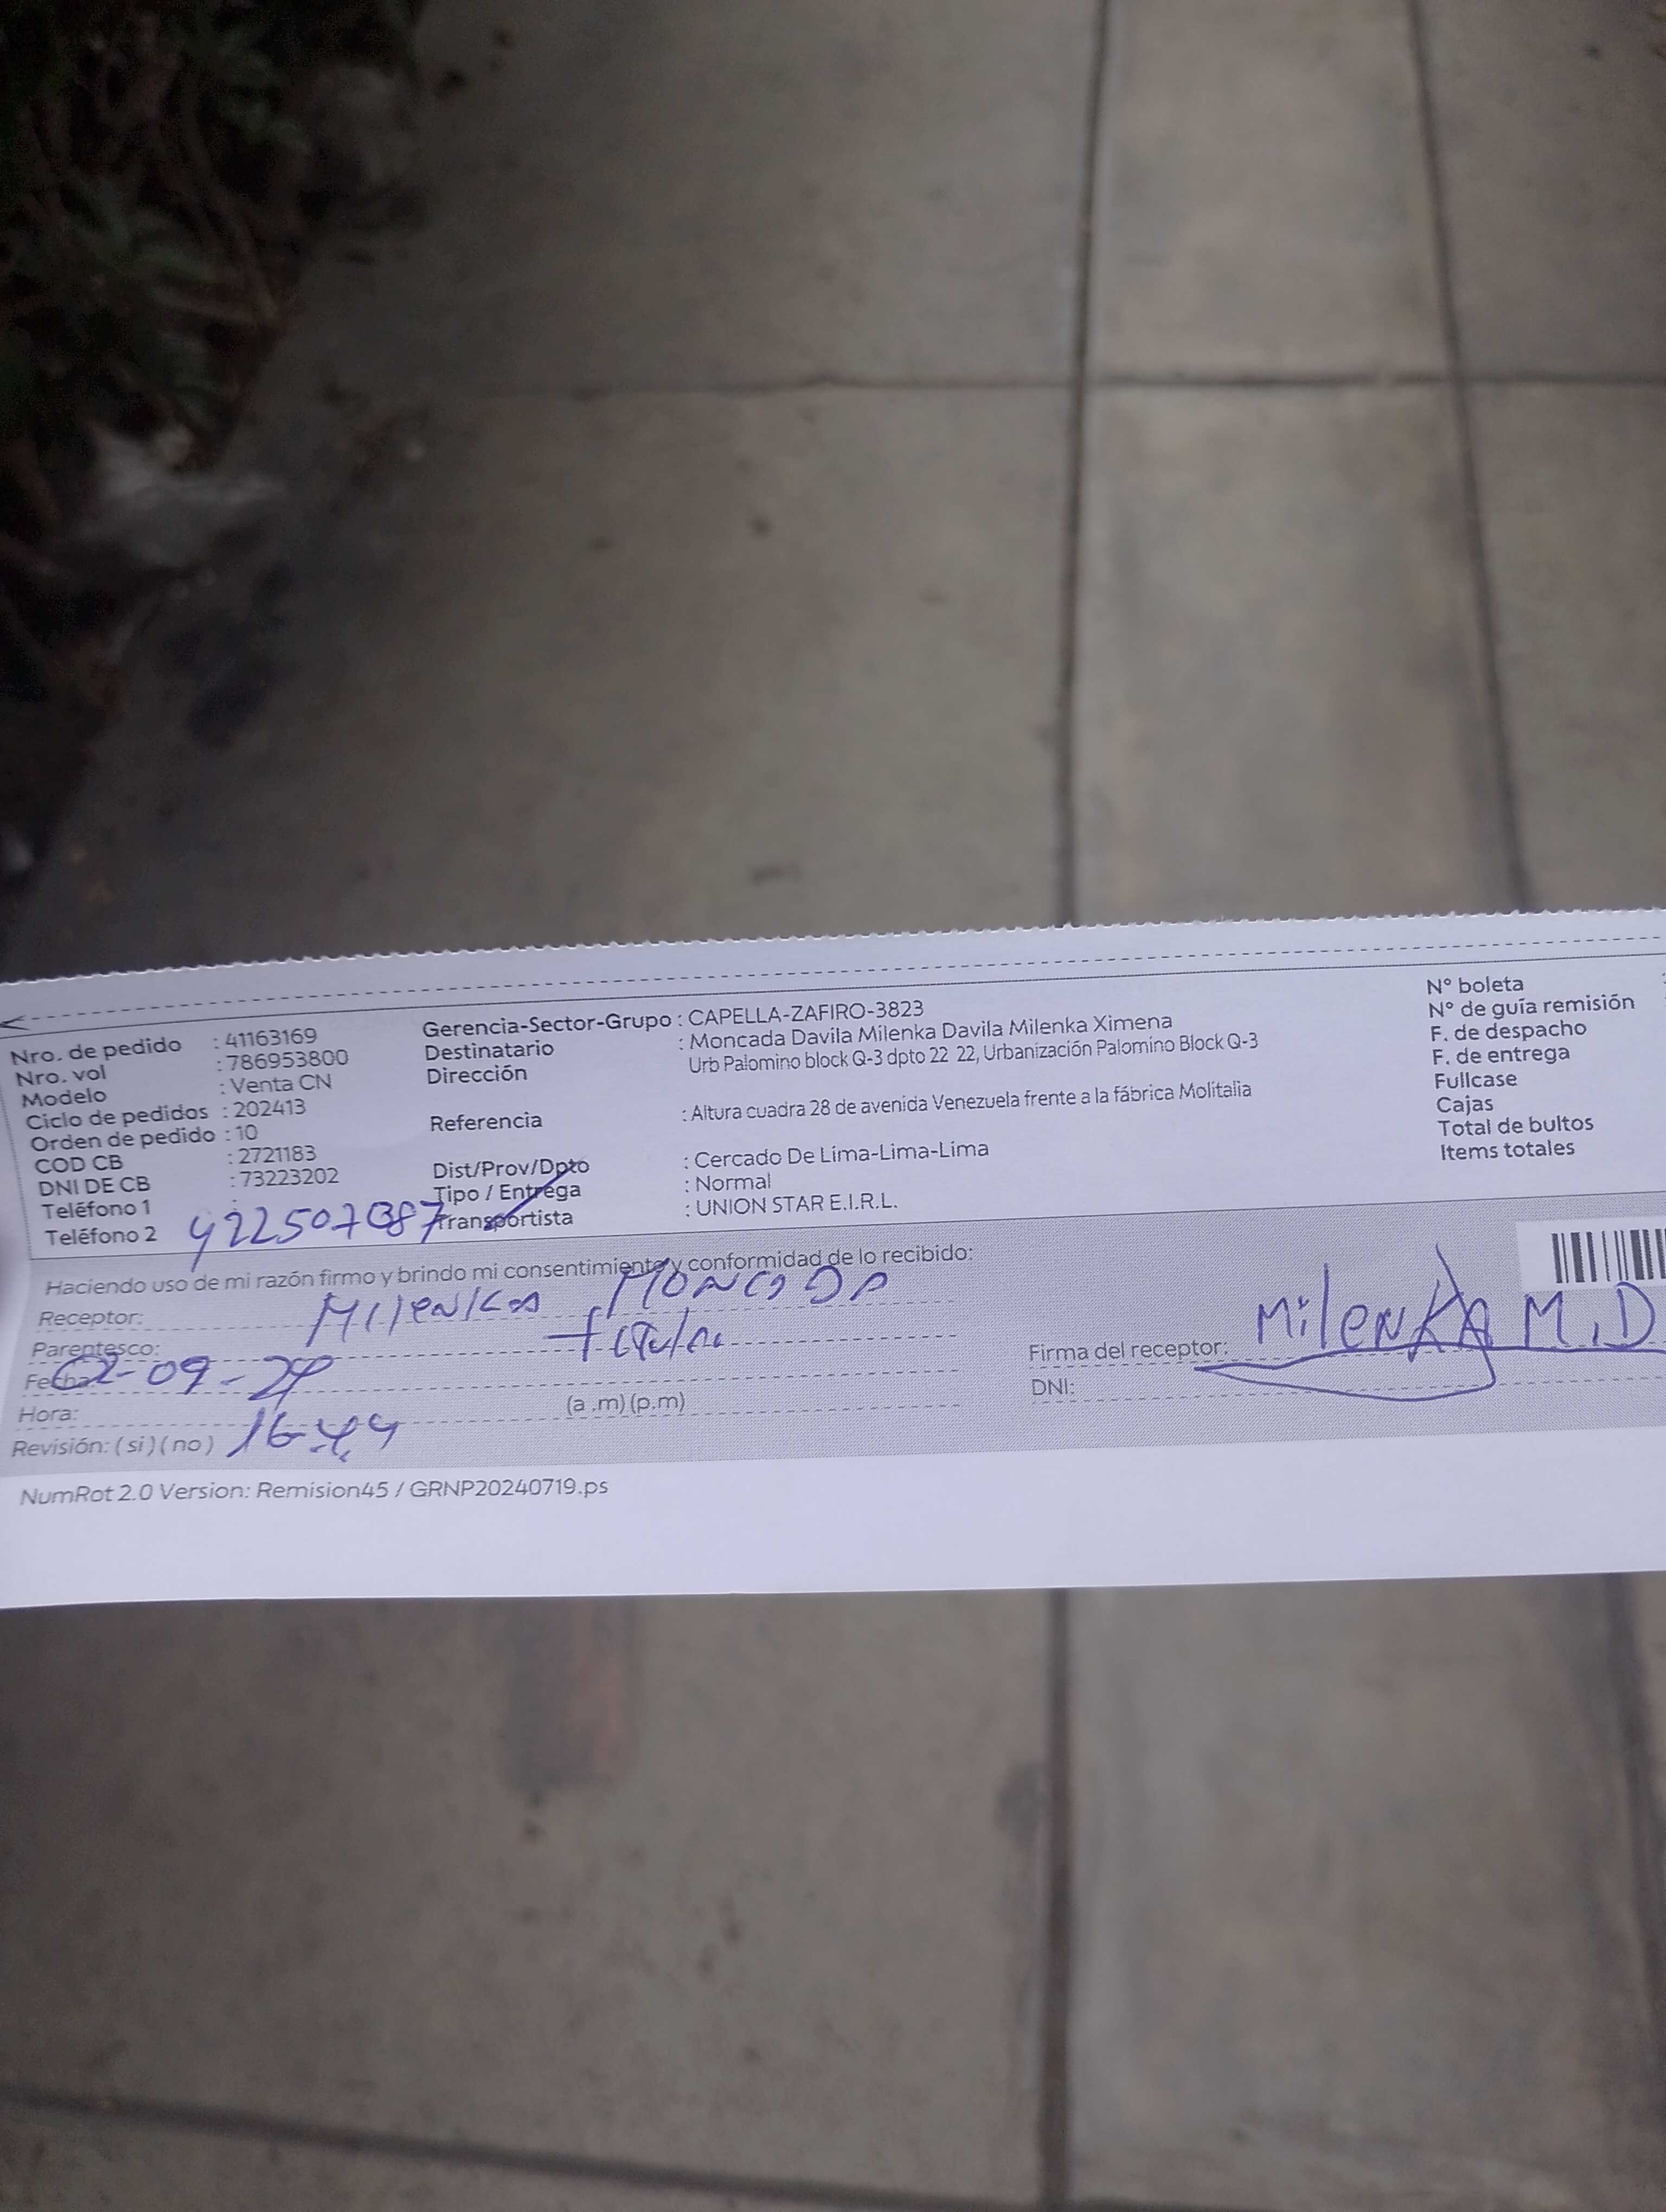 Nro. de pedido : 41163169
Nro. vol : 786953800
Modelo : Venta CN
Ciclo de pedidos : 202413
Orden de pedido : 10
COD CB : 2721183
DNI DE CB : 73223202
Teléfono 1 :
Teléfono 2
Gerencia-Sector-Grupo : CAPELLA-ZAFIRO-3823
Destinatario : Moncada Davila Milenka Davila Milenka Ximena
Dirección Urb Palomino block Q-3 dpto 22 22, Urbanización Palomino Block Q-3
Referencia : Altura cuadra 28 de avenida Venezuela frente a la fábrica Molitalia
Dist/Prov/Dpto : Cercado De Lima-Lima-Lima
Tipo / Entrega : Normal
Transportista : UNION STAR E.I.R.L.
N° boleta
N° de guía remisión
F. de despacho
F. de entrega
Fullcase
Cajas
Total de bultos
Items totales
Haciendo uso de mi razón firmo y brindo mi consentimiento y conformidad de lo recibido:
Receptor: Milenka Moncada
Parentesco: titular
Fecha: 02-09-24
Hora: (a .m) (p.m)
Revisión: ( si ) ( no ) 16
Firma del receptor: Milenka M.D
DNI:
NumRot 2.0 Version: Remision45 / GRNP20240719.ps